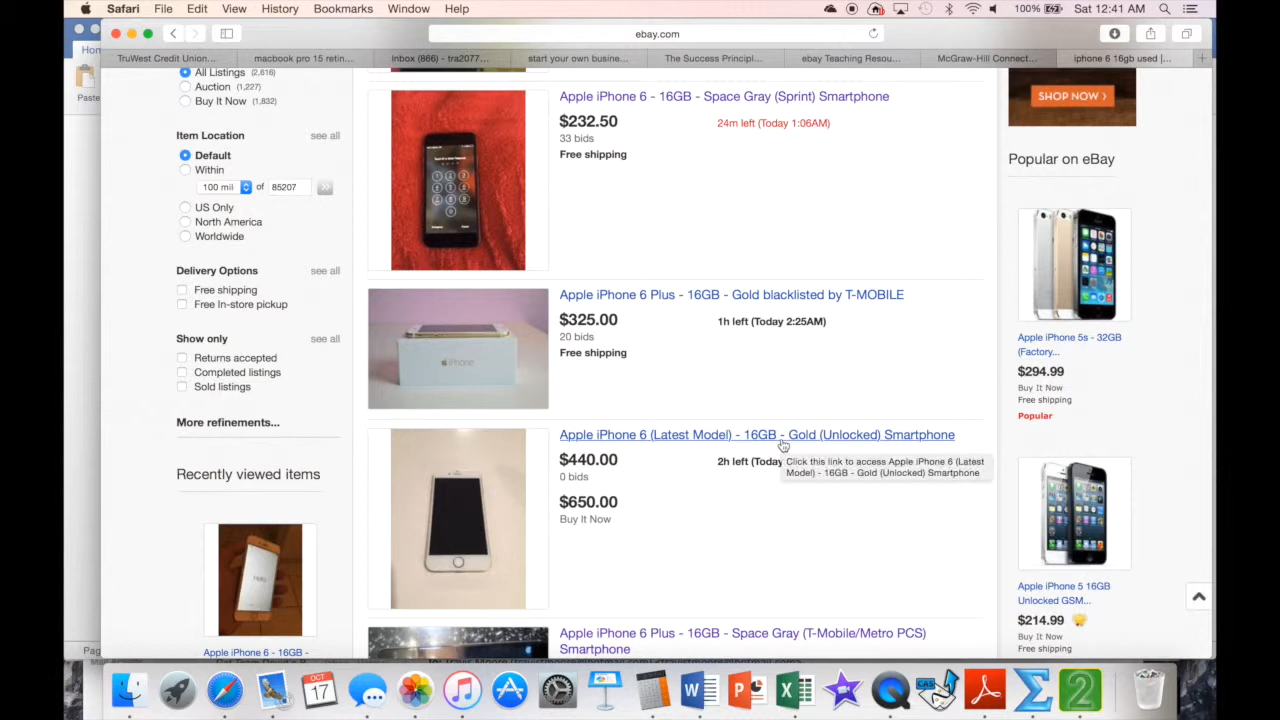 Safari File Edit View History Bookmarks Window Help
100% Sat 12:41 AM
Hom
Paste
ebay.com
TruWest Credit Union...
macbook pro 15 retin...
Inbox (866) - tra2077...
start your own busine...
The Success Principl...
ebay Teaching Resou...
McGraw-Hill Connect...
iphone 6 16gb used |...
All Listings (2,616)
Auction (1,227)
Buy It Now (1,832)
Item Location see all
Default
Within
100 mil of 85207
US Only
North America
Worldwide
Delivery Options see all
Free shipping
Free In-store pickup
Show only see all
Returns accepted
Completed listings
Sold listings
More refinements...
Recently viewed items
Apple iPhone 6 - 16GB -
Apple iPhone 6 - 16GB - Space Gray (Sprint) Smartphone
$232.50
24m left (Today 1:06AM)
33 bids
Free shipping
Apple iPhone 6 Plus - 16GB - Gold blacklisted by T-MOBILE
$325.00
1h left (Today 2:25AM)
20 bids
Free shipping
iPhone
Apple iPhone 6 (Latest Model) - 16GB - Gold (Unlocked) Smartphone
$440.00
2h left (Today
0 bids
Click this link to access Apple iPhone 6 (Latest
Model) - 16GB - Gold (Unlocked) Smartphone
$650.00
Buy It Now
Apple iPhone 6 Plus - 16GB - Space Gray (T-Mobile/Metro PCS)
Smartphone
SHOP NOW >
Popular on eBay
Apple iPhone 5s - 32GB
(Factory...
$294.99
Buy It Now
Free shipping
Popular
Apple iPhone 5 16GB
Unlocked GSM...
$214.99
Buy It Now
Free shipping
OCT
17
CAS
2